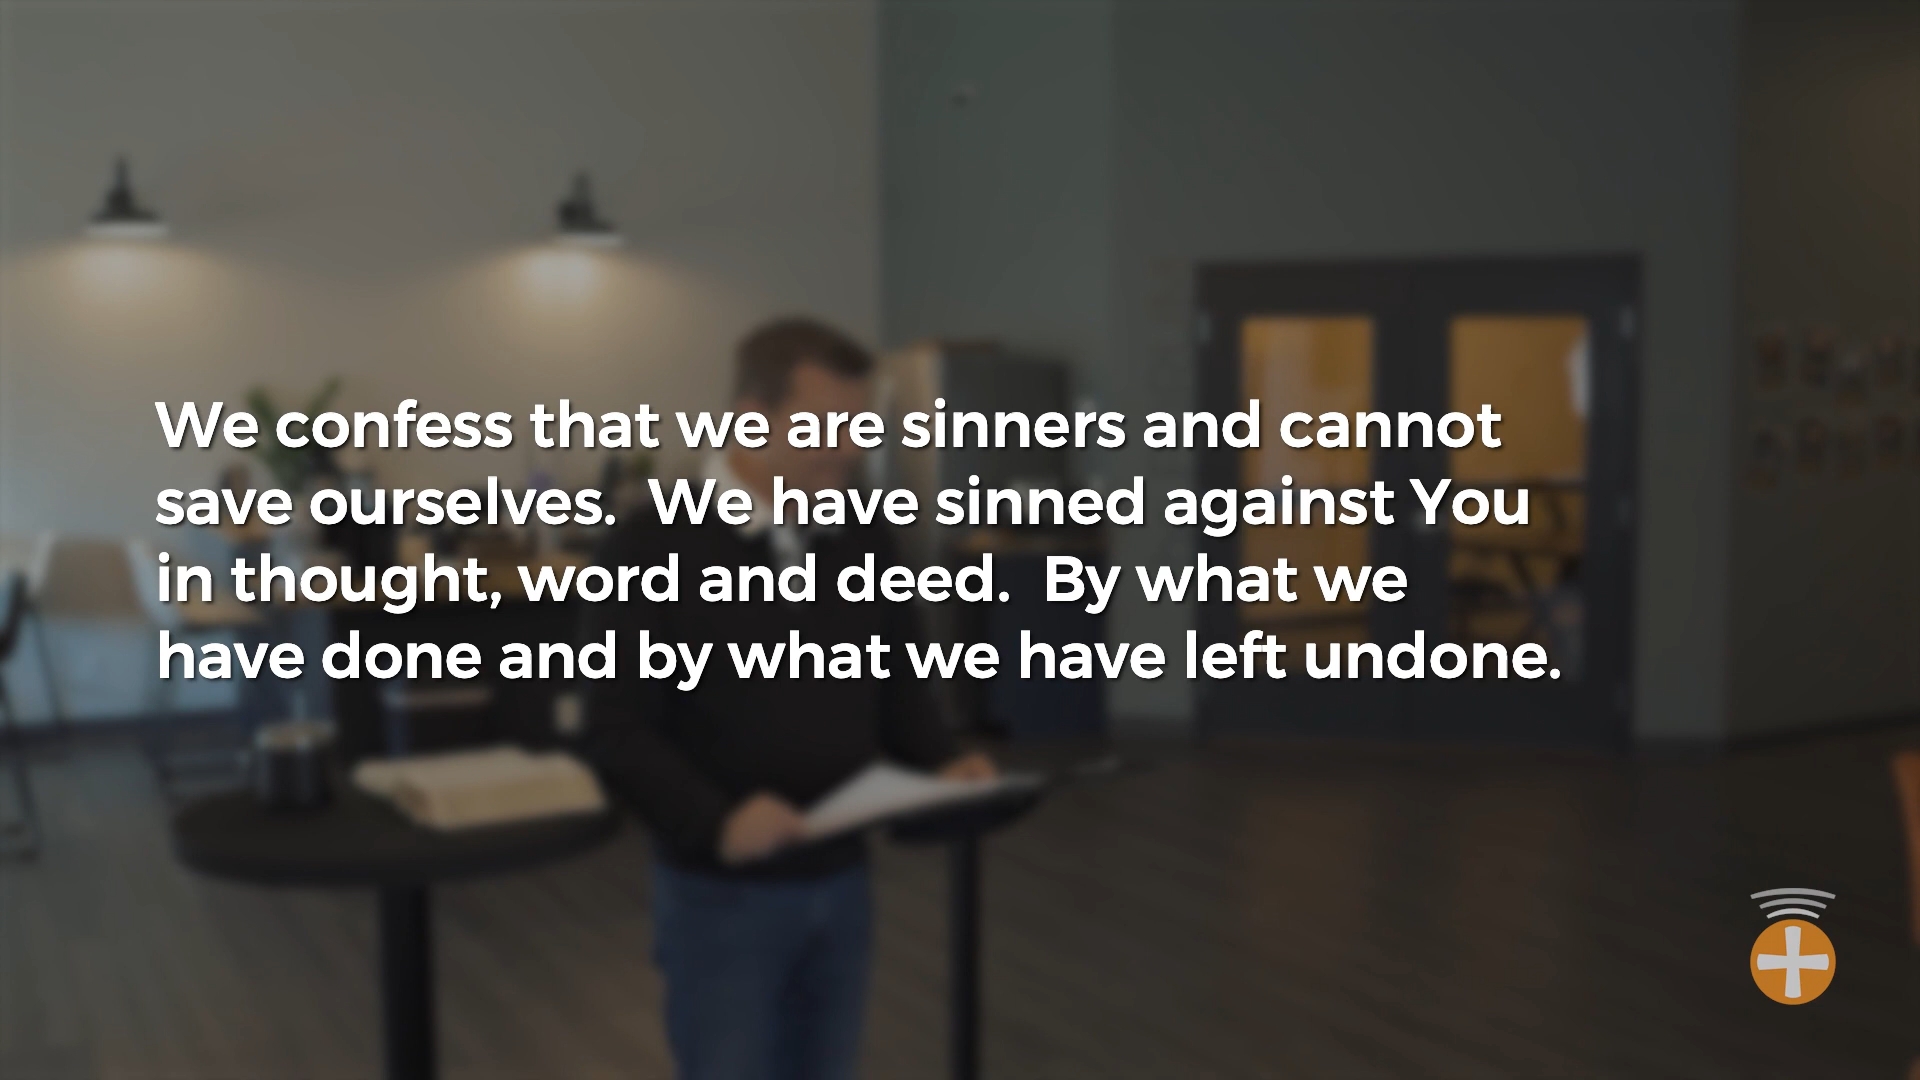 We confess that we are sinners and cannot
save ourselves.  We have sinned against You
in thought, word and deed.  By what we
have done and by what we have left undone.